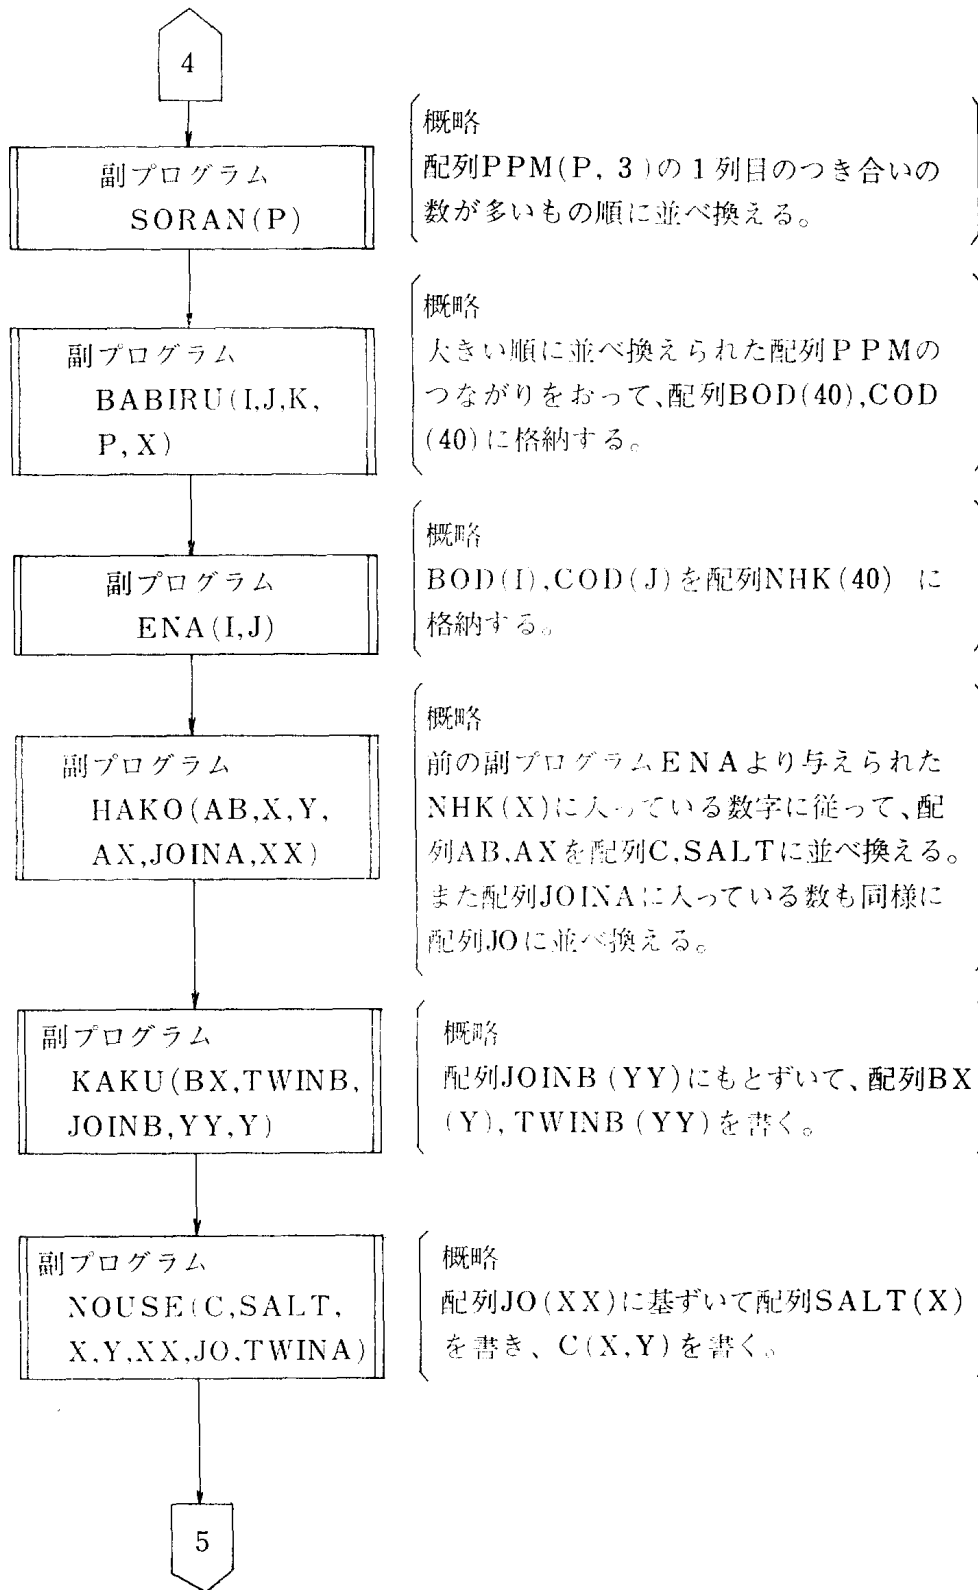 4
副プログラム
SORAN(P)
概略
配列PPM(P, 3)の1列目のつき合いの
数が多いもの順に並べ換える。
副プログラム
BABIRU(I,J,K,
P,X)
概略
大きい順に並べ換えられた配列PPMの
つながりをおって、配列BOD(40),COD
(40)に格納する。
副プログラム
ENA(I,J)
概略
BOD(I),COD(J)を配列NHK(40) に
格納する。
副プログラム
HAKO(AB,X,Y,
AX,JOINA,XX)
概略
前の副プログラムENAより与えられた
NHK(X)に入っている数字に従って、配
列AB,AXを配列C,SALTに並べ換える。
また配列JOINAに入っている数も同様に
配列JOに並べ換える。
副プログラム
KAKU(BX,TWINB,
JOINB,YY,Y)
概略
配列JOINB(YY)にもとずいて、配列BX
(Y),TWINB(YY)を書く。
副プログラム
NOUSE(C,SALT,
X,Y,XX,JO,TWINA)
概略
配列JO(XX)に基ずいて配列SALT(X)
を書き、C(X,Y)を書く。
5